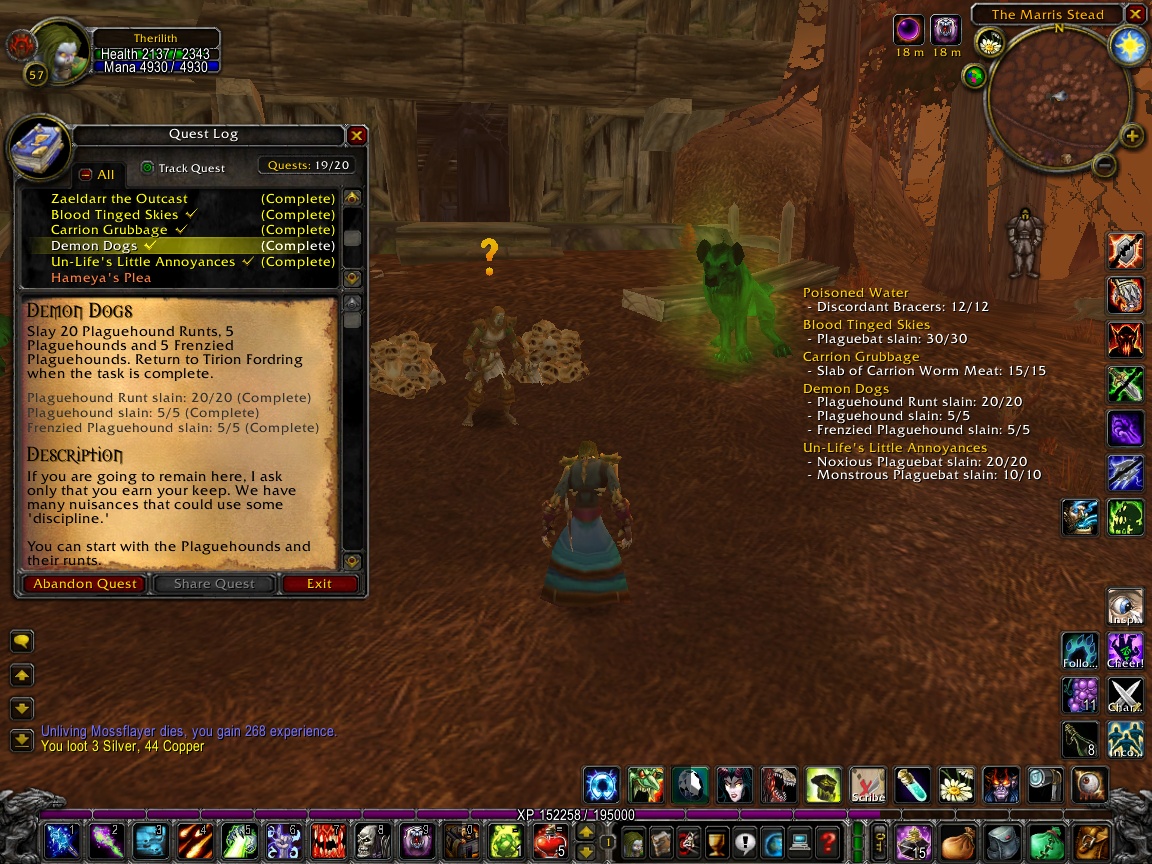 Therilith
Health 2137 / 2343
Mana 4930 / 4930
57
18 m
18 m
The Marris Stead
N
Quest Log
All
Track Quest
Quests: 19/20
Zaeldarr the Outcast (Complete)
Blood Tinged Skies (Complete)
Carrion Grubbage (Complete)
Demon Dogs (Complete)
Un-Life's Little Annoyances (Complete)
Hameya's Plea
Demon Dogs
Slay 20 Plaguehound Runts, 5
Plaguehounds and 5 Frenzied
Plaguehounds. Return to Tirion Fordring
when the task is complete.
Plaguehound Runt slain: 20/20 (Complete)
Plaguehound slain: 5/5 (Complete)
Frenzied Plaguehound slain: 5/5 (Complete)
Description
If you are going to remain here, I ask
only that you earn your keep. We have
many nuisances that could use some
'discipline.'
You can start with the Plaguehounds and
their runts.
Abandon Quest
Share Quest
Exit
?
Poisoned Water
- Discordant Bracers: 12/12
Blood Tinged Skies
- Plaguebat slain: 30/30
Carrion Grubbage
- Slab of Carrion Worm Meat: 15/15
Demon Dogs
- Plaguehound Runt slain: 20/20
- Plaguehound slain: 5/5
- Frenzied Plaguehound slain: 5/5
Un-Life's Little Annoyances
- Noxious Plaguebat slain: 20/20
- Monstrous Plaguebat slain: 10/10
Follo...
Cheer!
11
8
Unliving Mossflayer dies, you gain 268 experience.
You loot 3 Silver, 44 Copper
Scribe
XP 152258 / 195000
1
2
3
4
5
6
7
8
9
0
-
=
5
1
15